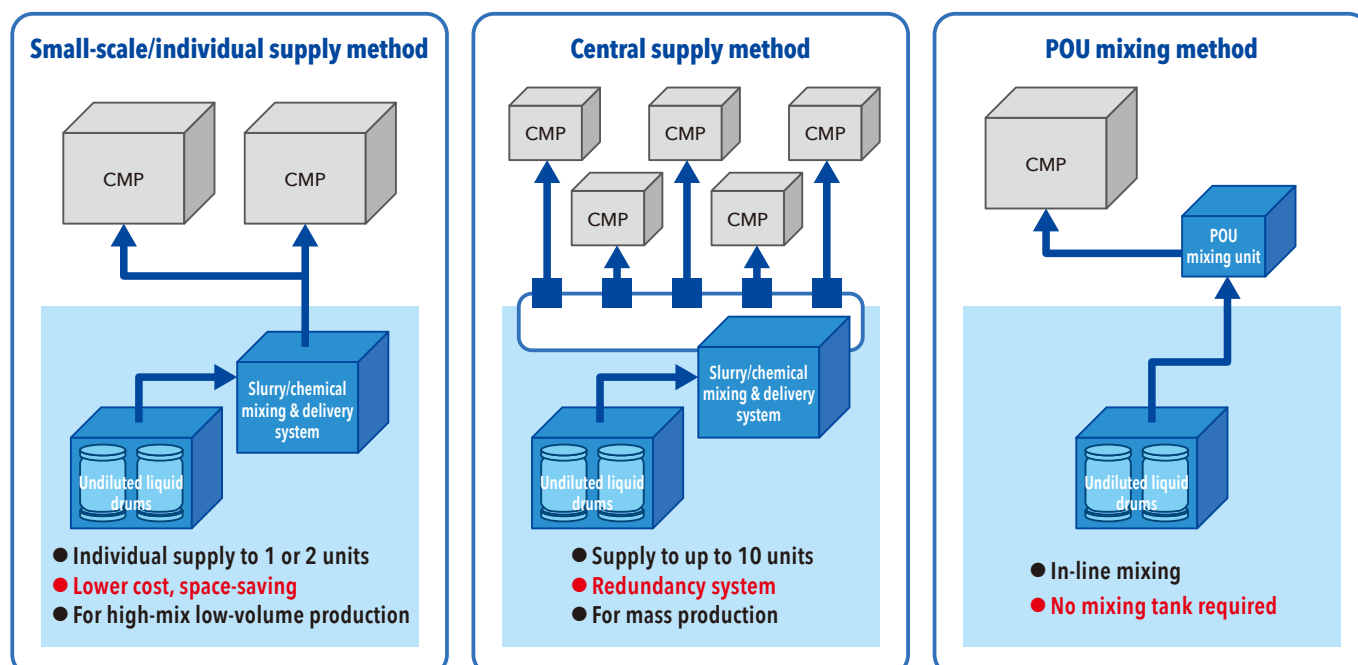 Small-scale/individual supply method
CMP
CMP
Slurry/chemical
mixing & delivery
system
Undiluted liquid
drums
● Individual supply to 1 or 2 units
● Lower cost, space-saving
● For high-mix low-volume production
Central supply method
CMP
CMP
CMP
CMP
CMP
Slurry/chemical
mixing & delivery
system
Undiluted liquid
drums
● Supply to up to 10 units
● Redundancy system
● For mass production
POU mixing method
CMP
POU
mixing unit
Undiluted liquid
drums
● In-line mixing
● No mixing tank required